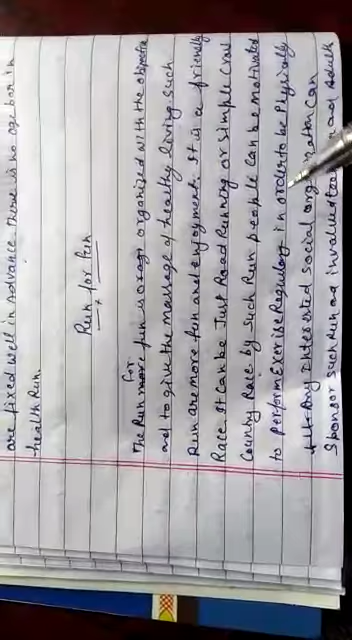 are fixed well in advance. There is no age bar in
health Run.
Run for Fun
for
The Run more fun is organized with the objective
and to give the massage of healthy living such
Run are more fun and enjoyment. It is a friendly
Race. It can be Just Road Running or Simple Cross
Country Race by such Run people can be motivated
to perform Exercise Regularly in order to be Physically
fit. Any Interested social organization can
Sponsor such Run and invalued and Adults